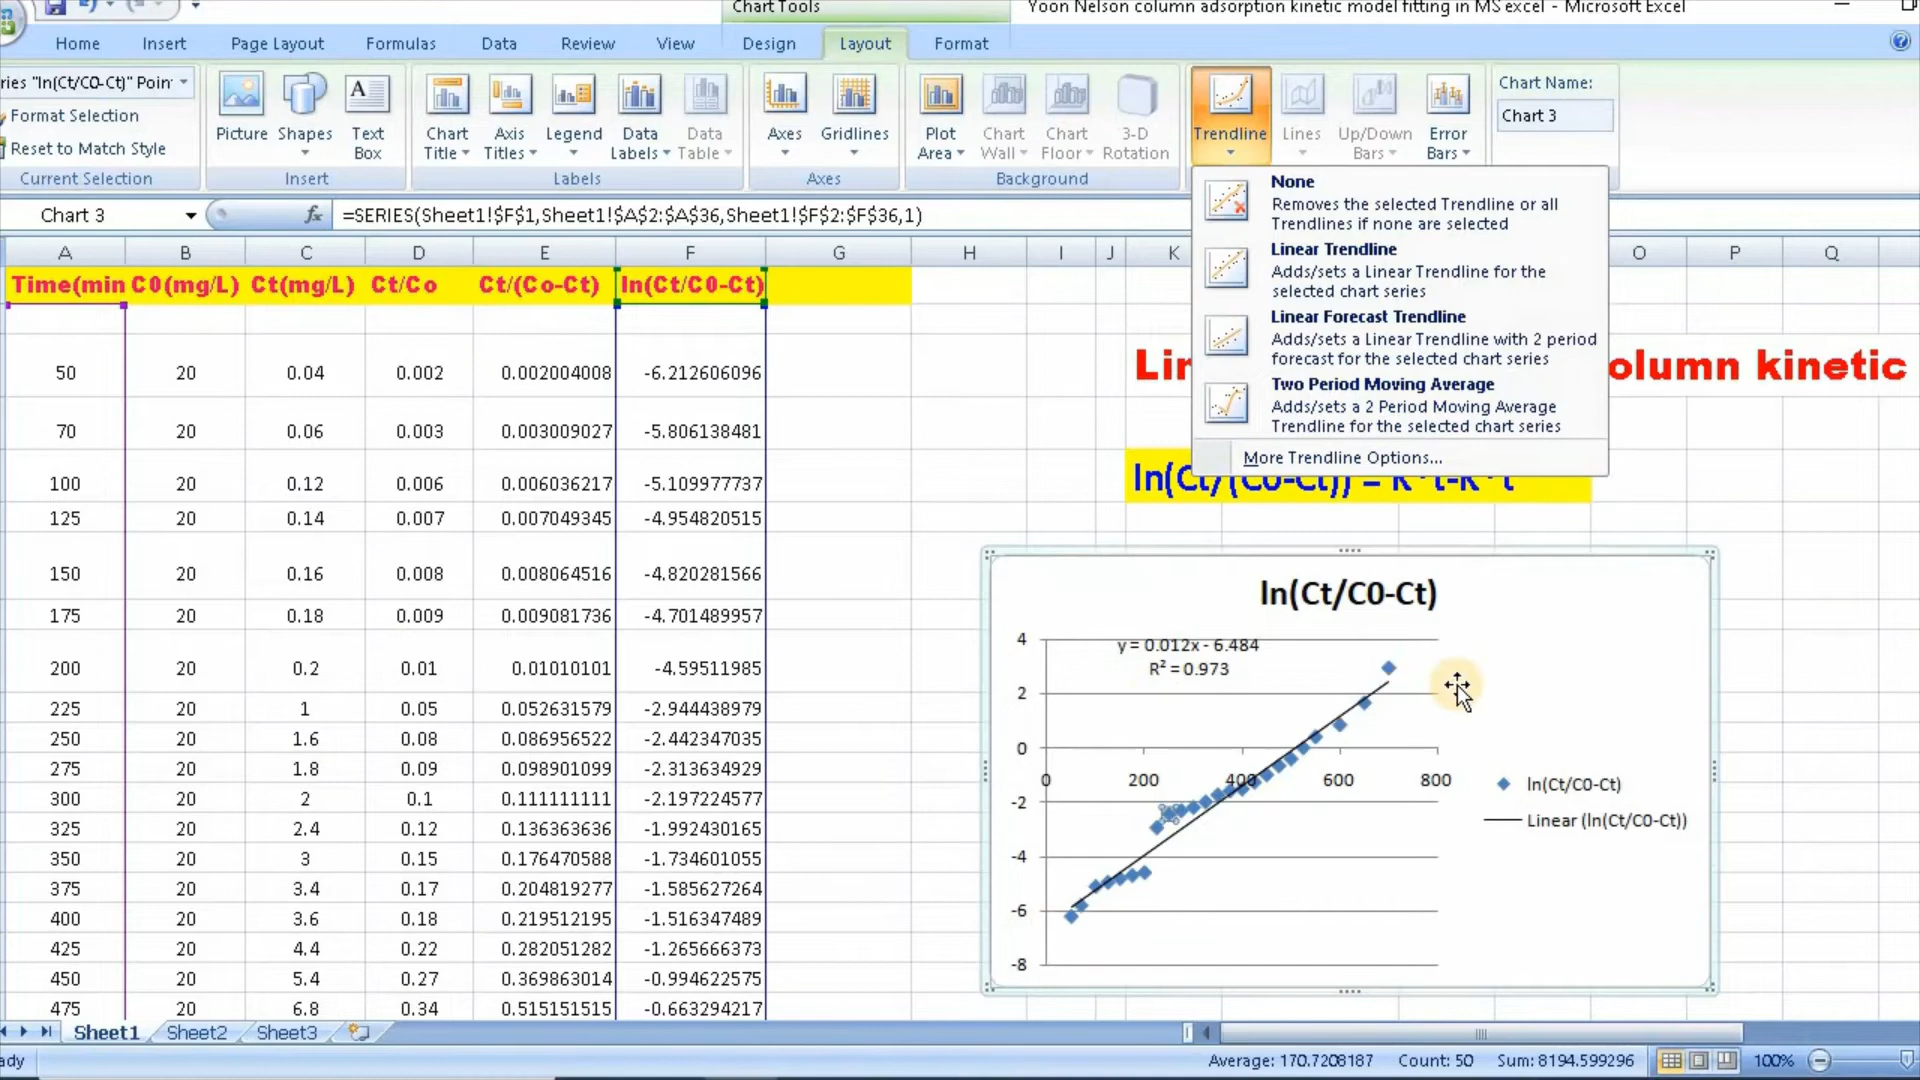 Chart Tools
Yoon Nelson column adsorption kinetic model fitting in MS excel - Microsoft Excel
Home Insert Page Layout Formulas Data Review View Design Layout Format
ries "ln(Ct/C0-Ct)" Poin
Format Selection
Reset to Match Style
Current Selection
Picture Shapes Text Box
Insert
Chart Title Axis Titles Legend Data Labels Data Table
Labels
Axes Gridlines
Axes
Plot Area Chart Wall Chart Floor 3-D Rotation
Background
Trendline Lines Up/Down Bars Error Bars
Chart Name:
Chart 3
None
Removes the selected Trendline or all
Trendlines if none are selected
Linear Trendline
Adds/sets a Linear Trendline for the
selected chart series
Linear Forecast Trendline
Adds/sets a Linear Trendline with 2 period
forecast for the selected chart series
Two Period Moving Average
Adds/sets a 2 Period Moving Average
Trendline for the selected chart series
More Trendline Options...
Chart 3 fx =SERIES(Sheet1!$F$1,Sheet1!$A$2:$A$36,Sheet1!$F$2:$F$36,1)
A B C D E F G H I J K O P Q
Time(min C0(mg/L) Ct(mg/L) Ct/Co Ct/(Co-Ct) ln(Ct/C0-Ct)
50 20 0.04 0.002 0.002004008 -6.212606096
70 20 0.06 0.003 0.003009027 -5.806138481
100 20 0.12 0.006 0.006036217 -5.109977737
125 20 0.14 0.007 0.007049345 -4.954820515
150 20 0.16 0.008 0.008064516 -4.820281566
175 20 0.18 0.009 0.009081736 -4.701489957
200 20 0.2 0.01 0.01010101 -4.59511985
225 20 1 0.05 0.052631579 -2.944438979
250 20 1.6 0.08 0.086956522 -2.442347035
275 20 1.8 0.09 0.098901099 -2.313634929
300 20 2 0.1 0.111111111 -2.197224577
325 20 2.4 0.12 0.136363636 -1.992430165
350 20 3 0.15 0.176470588 -1.734601055
375 20 3.4 0.17 0.204819277 -1.585627264
400 20 3.6 0.18 0.219512195 -1.516347489
425 20 4.4 0.22 0.282051282 -1.265666373
450 20 5.4 0.27 0.369863014 -0.994622575
475 20 6.8 0.34 0.515151515 -0.663294217
Lin olumn kinetic
ln(Ct/(Co-Ct)) = K*t-K*t
ln(Ct/C0-Ct)
y = 0.012x - 6.484
R² = 0.973
4
2
0
-2
-4
-6
-8
0 200 400 600 800
ln(Ct/C0-Ct)
Linear (ln(Ct/C0-Ct))
Sheet1 Sheet2 Sheet3
ady Average: 170.7208187 Count: 50 Sum: 8194.599296 100%